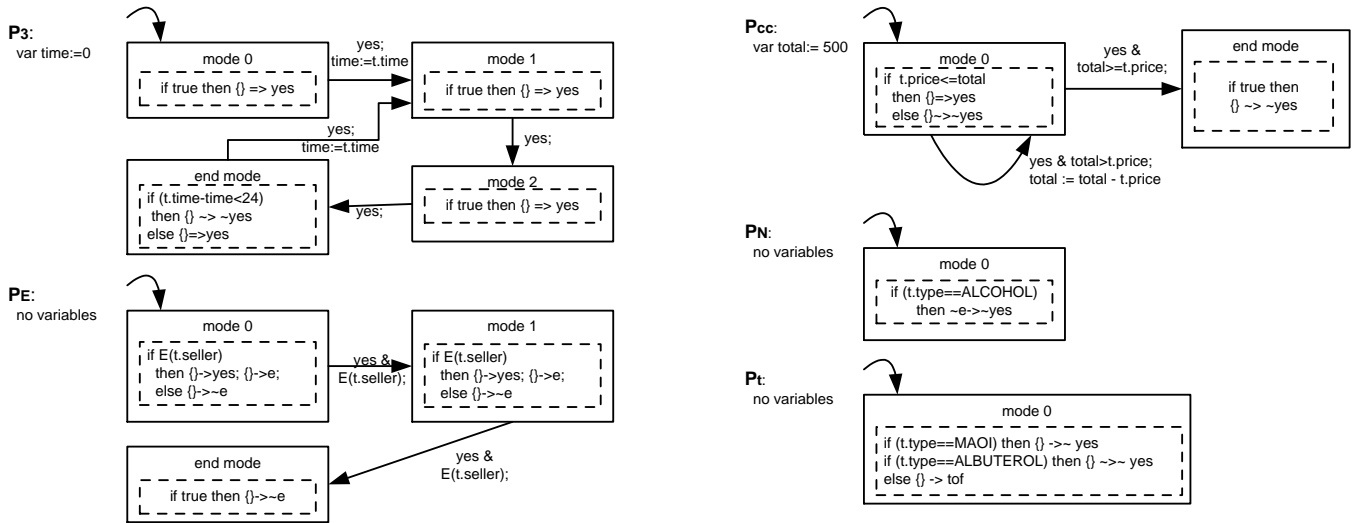 P3:
var time:=0
mode 0
if true then {} => yes
yes;
time:=t.time
mode 1
if true then {} => yes
yes;
time:=t.time
yes;
end mode
if (t.time-time<24)
then {} ~> ~yes
else {}=>yes
yes;
mode 2
if true then {} => yes
PE:
no variables
mode 0
if E(t.seller)
then {}->yes; {}->e;
else {}->~e
yes &
E(t.seller);
mode 1
if E(t.seller)
then {}->yes; {}->e;
else {}->~e
yes &
E(t.seller);
end mode
if true then {}->~e
Pcc:
var total:= 500
mode 0
if t.price<=total
then {}=>yes
else {}~>~yes
yes &
total>=t.price;
end mode
if true then
{} ~> ~yes
yes & total>t.price;
total := total - t.price
PN:
no variables
mode 0
if (t.type==ALCOHOL)
then ~e->~yes
Pt:
no variables
mode 0
if (t.type==MAOI) then {} ->~ yes
if (t.type==ALBUTEROL) then {} ~>~ yes
else {} -> tof